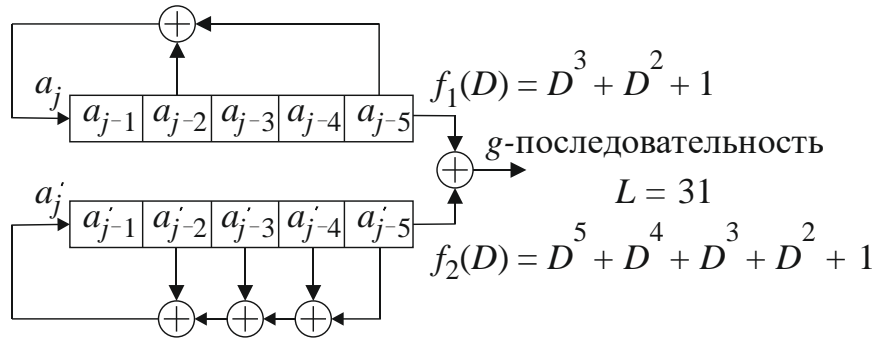 a_j
a_{j-1} a_{j-2} a_{j-3} a_{j-4} a_{j-5}
f_1(D) = D^3 + D^2 + 1
g-последовательность
L = 31
a'_j
a'_{j-1} a'_{j-2} a'_{j-3} a'_{j-4} a'_{j-5}
f_2(D) = D^5 + D^4 + D^3 + D^2 + 1